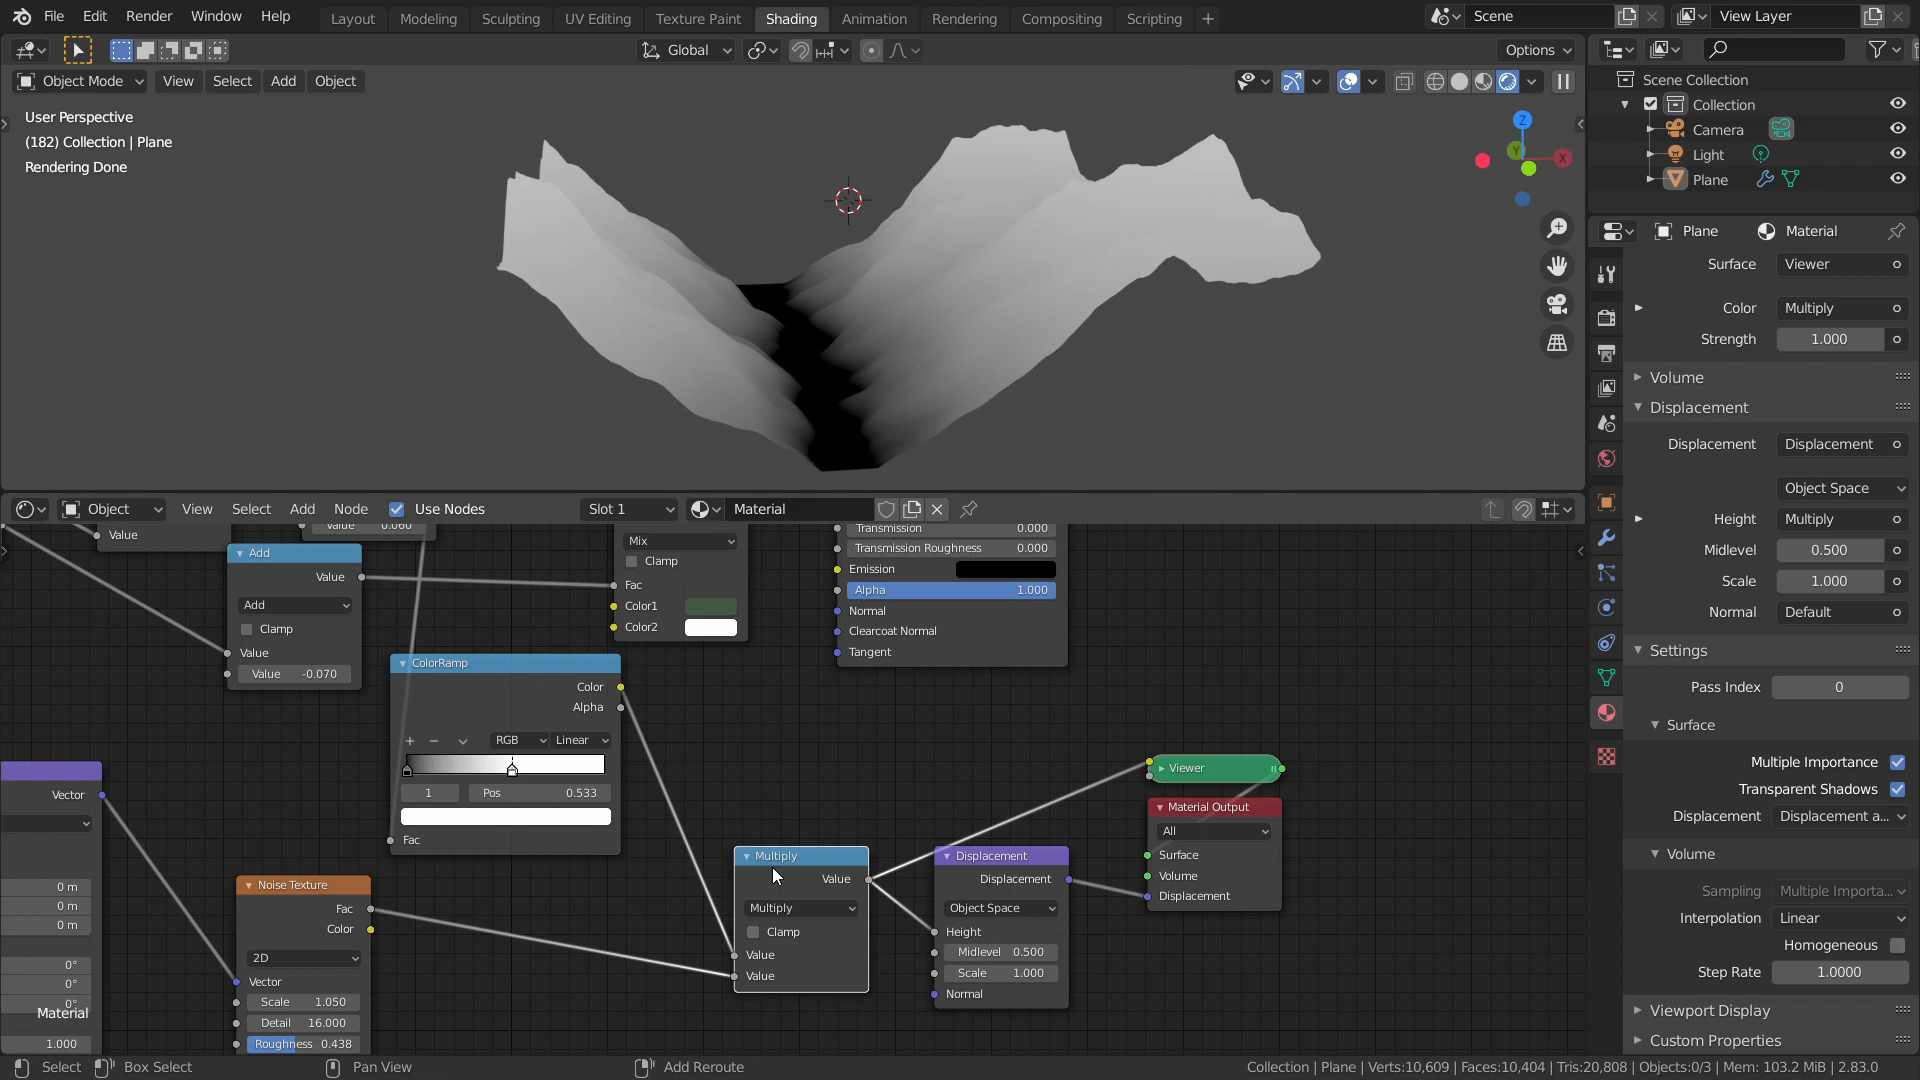 File Edit Render Window Help
Layout Modeling Sculpting UV Editing Texture Paint Shading Animation Rendering Compositing Scripting +
Scene
View Layer
Global
Options
Object Mode View Select Add Object
User Perspective
(182) Collection | Plane
Rendering Done
Z
Y
X
Scene Collection
Collection
Camera
Light
Plane
Plane Material
Surface Viewer
Color Multiply
Strength 1.000
Volume
Displacement
Displacement Displacement
Object Space
Height Multiply
Midlevel 0.500
Scale 1.000
Normal Default
Settings
Pass Index 0
Surface
Multiple Importance
Transparent Shadows
Displacement Displacement a...
Volume
Sampling Multiple Importa...
Interpolation Linear
Homogeneous
Step Rate 1.0000
Viewport Display
Custom Properties
Object View Select Add Node Use Nodes Slot 1 Material
Value
Value 0.060
Add
Value
Add
Clamp
Value
Value -0.070
Mix
Clamp
Fac
Color1
Color2
Transmission 0.000
Transmission Roughness 0.000
Emission
Alpha 1.000
Normal
Clearcoat Normal
Tangent
ColorRamp
Color
Alpha
+ − RGB Linear
1 Pos 0.533
Fac
Vector
0 m
0 m
0 m
0°
0°
0°
Material
1.000
Noise Texture
Fac
Color
2D
Vector
Scale 1.050
Detail 16.000
Roughness 0.438
Multiply
Value
Multiply
Clamp
Value
Value
Displacement
Displacement
Object Space
Height
Midlevel 0.500
Scale 1.000
Normal
Viewer
Material Output
All
Surface
Volume
Displacement
Select Box Select Pan View Add Reroute
Collection | Plane | Verts:10,609 | Faces:10,404 | Tris:20,808 | Objects:0/3 | Mem: 103.2 MiB | 2.83.0